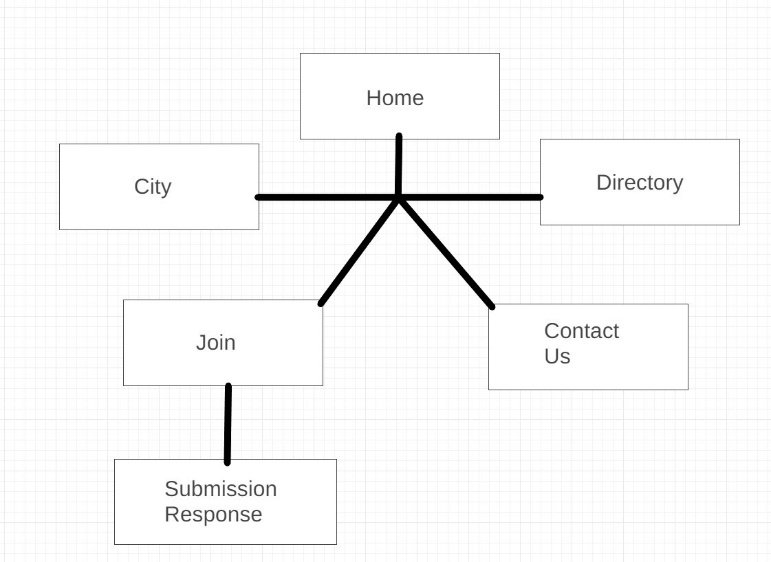 Home
City
Directory
Join
Contact
Us
Submission
Response